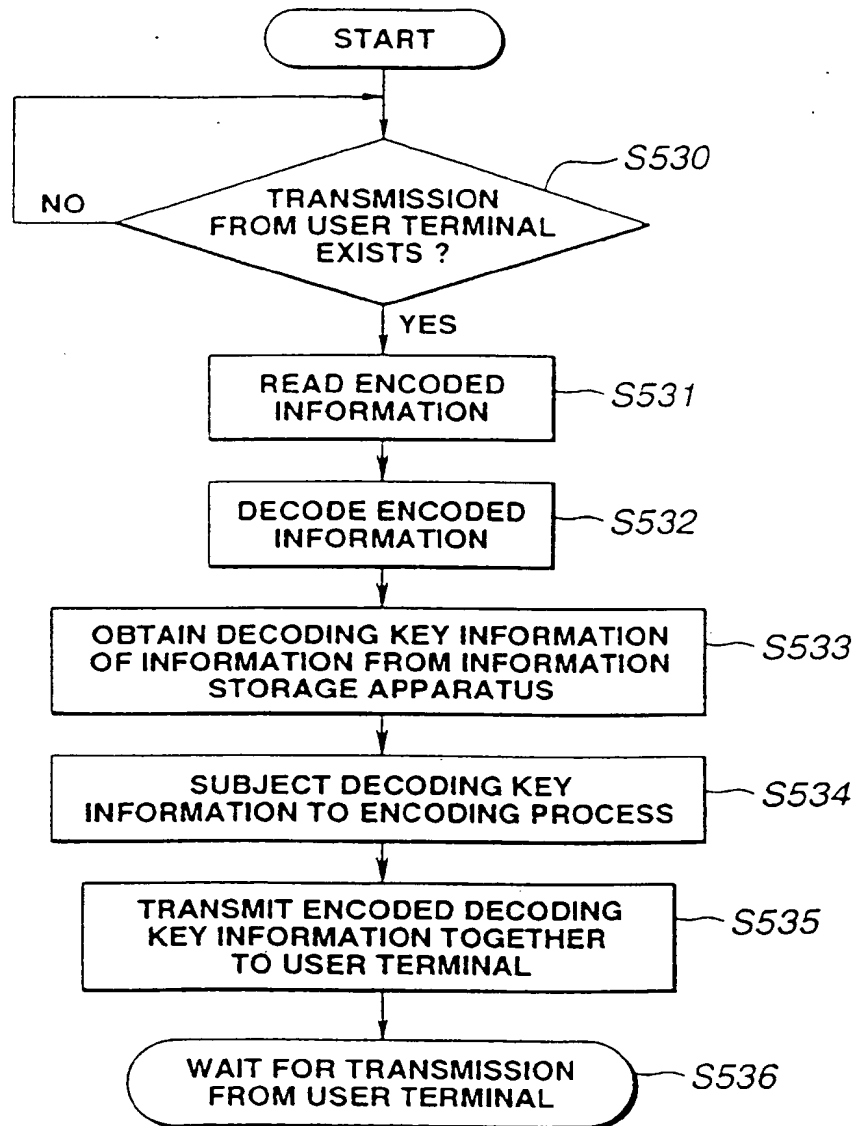 START
S530
TRANSMISSION
NO
FROM USER TERMINAL
EXISTS ?
YES
READ ENCODED
INFORMATION
S531
DECODE ENCODED
INFORMATION
S532
OBTAIN DECODING KEY INFORMATION
OF INFORMATION FROM INFORMATION
STORAGE APPARATUS
S533
SUBJECT DECODING KEY
INFORMATION TO ENCODING PROCESS
S534
TRANSMIT ENCODED DECODING
KEY INFORMATION TOGETHER
TO USER TERMINAL
S535
WAIT FOR TRANSMISSION
FROM USER TERMINAL
S536